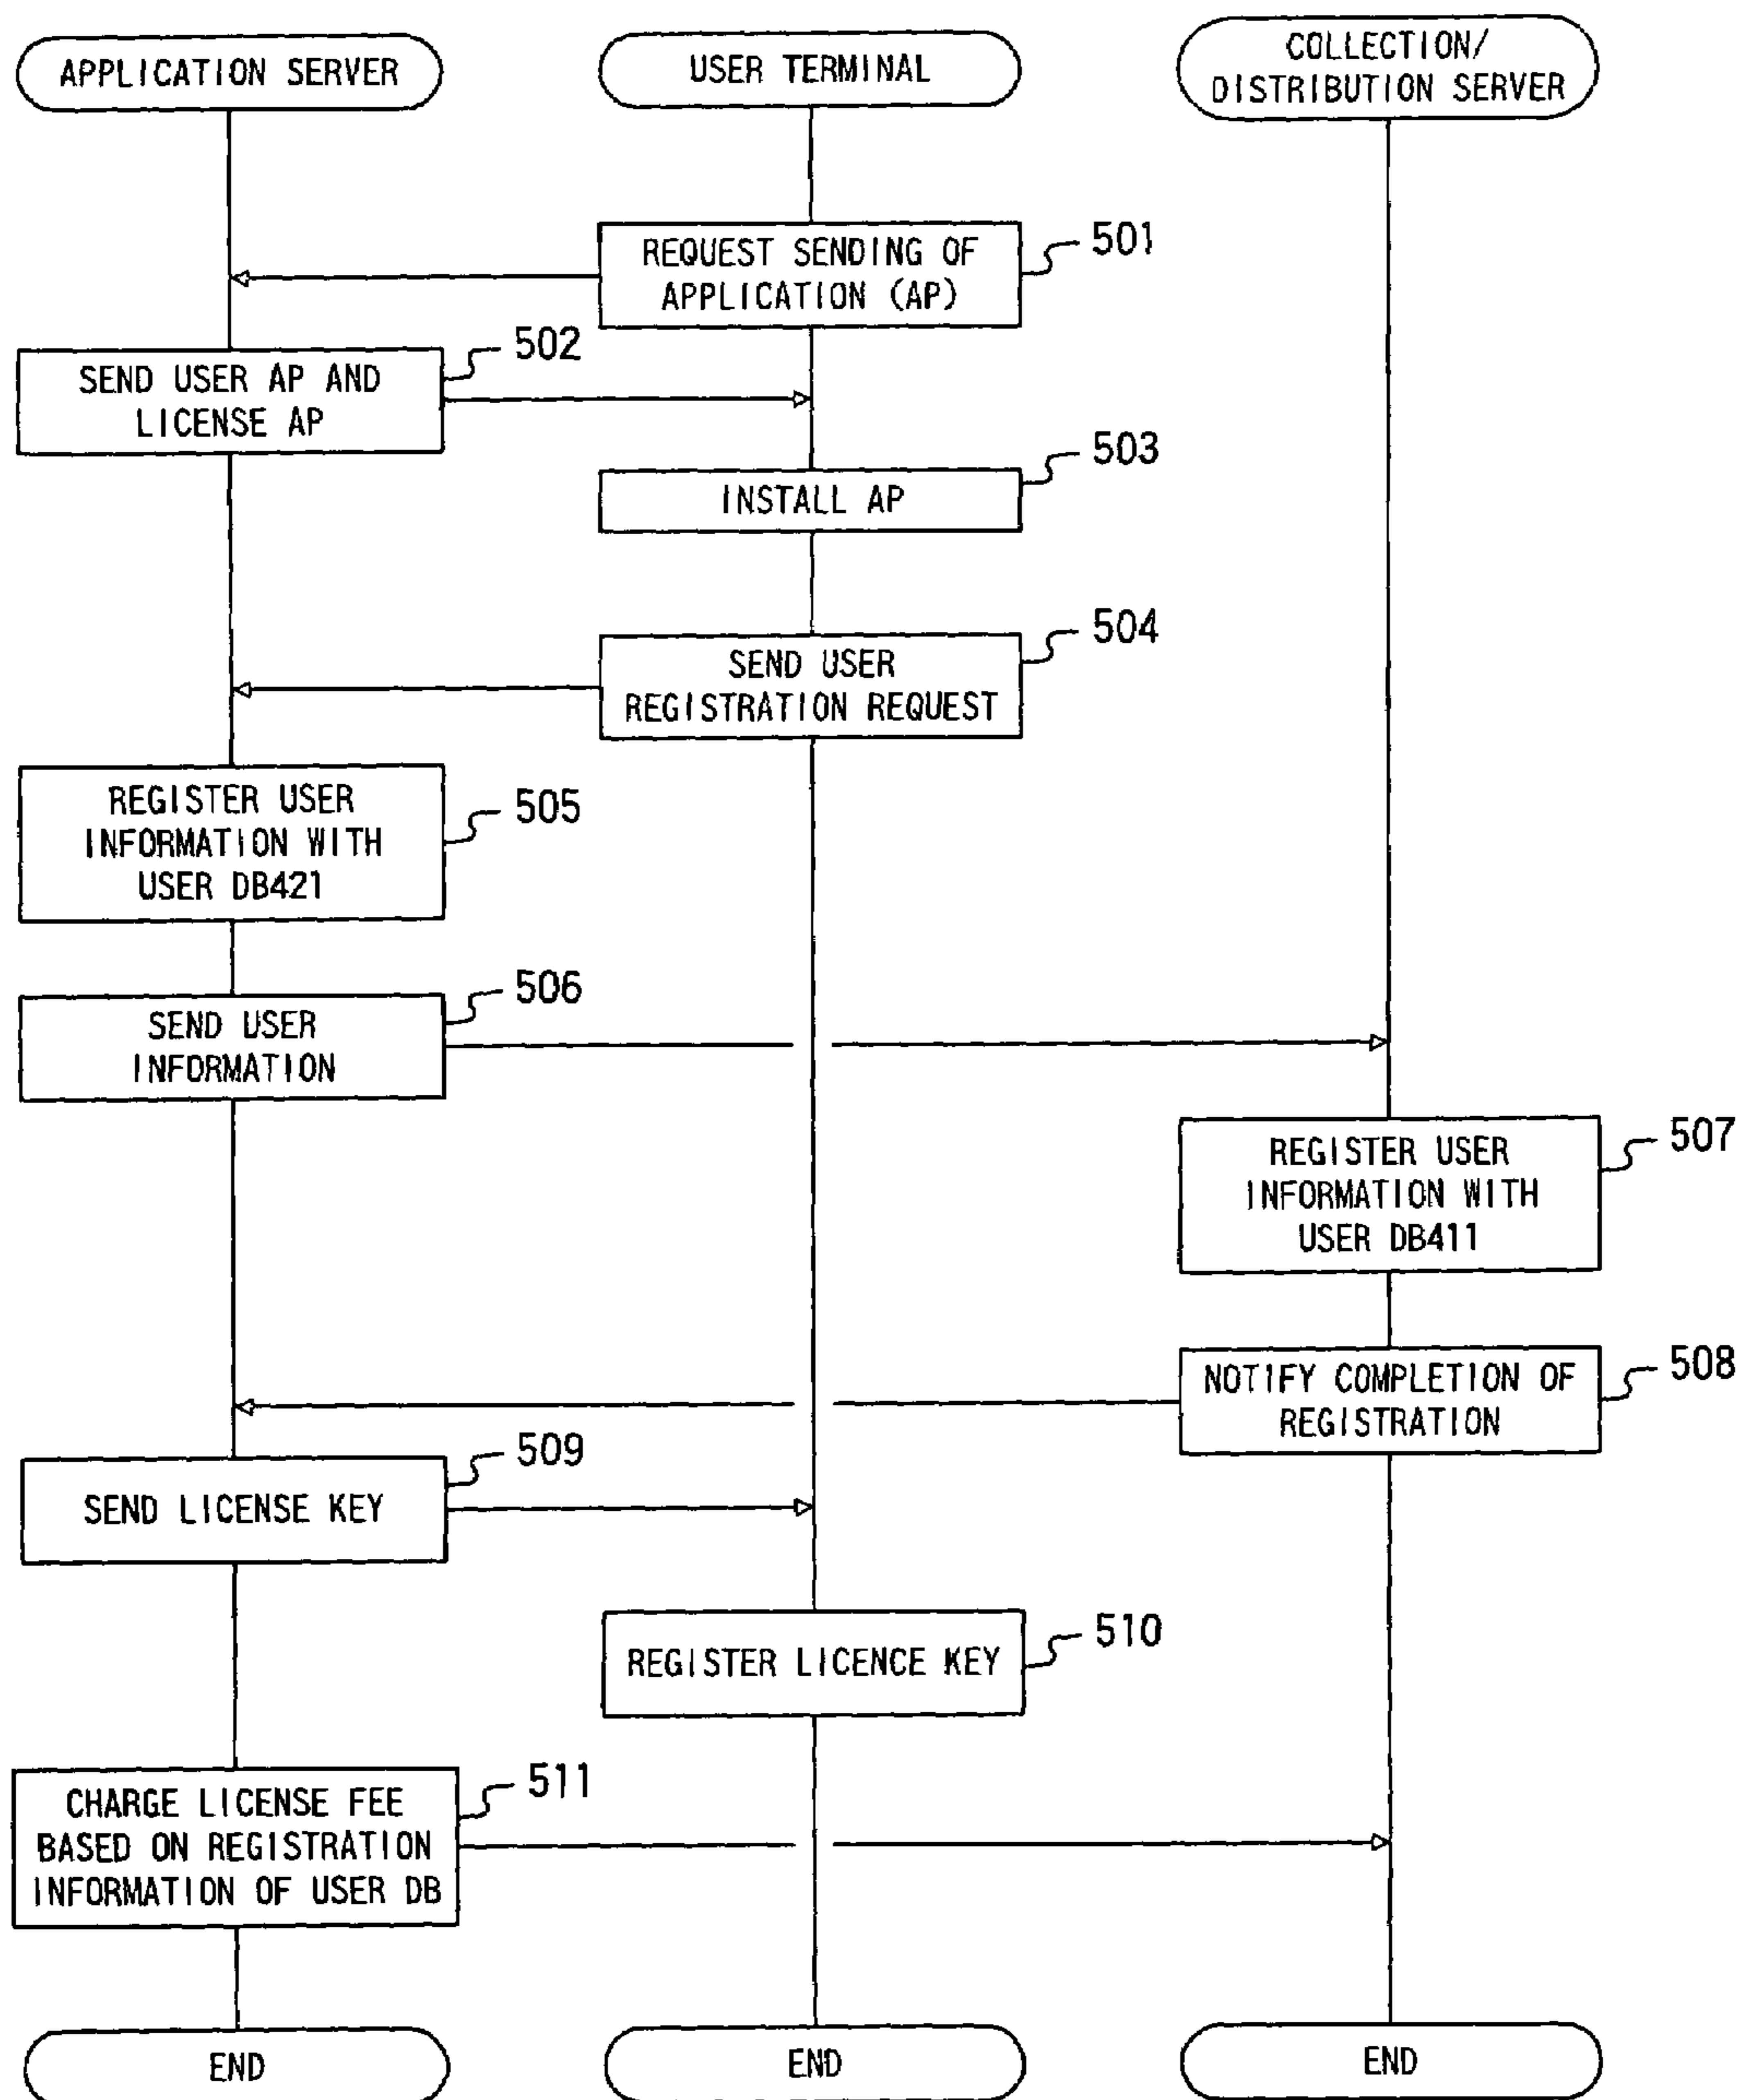 APPLICATION SERVER
USER TERMINAL
COLLECTION/
DISTRIBUTION SERVER
REQUEST SENDING OF
APPLICATION (AP)
501
SEND USER AP AND
LICENSE AP
502
INSTALL AP
503
SEND USER
REGISTRATION REQUEST
504
REGISTER USER
INFORMATION WITH
USER DB421
505
SEND USER
INFORMATION
506
REGISTER USER
INFORMATION WITH
USER DB411
507
NOTIFY COMPLETION OF
REGISTRATION
508
SEND LICENSE KEY
509
REGISTER LICENCE KEY
510
CHARGE LICENSE FEE
BASED ON REGISTRATION
INFORMATION OF USER DB
511
END
END
END